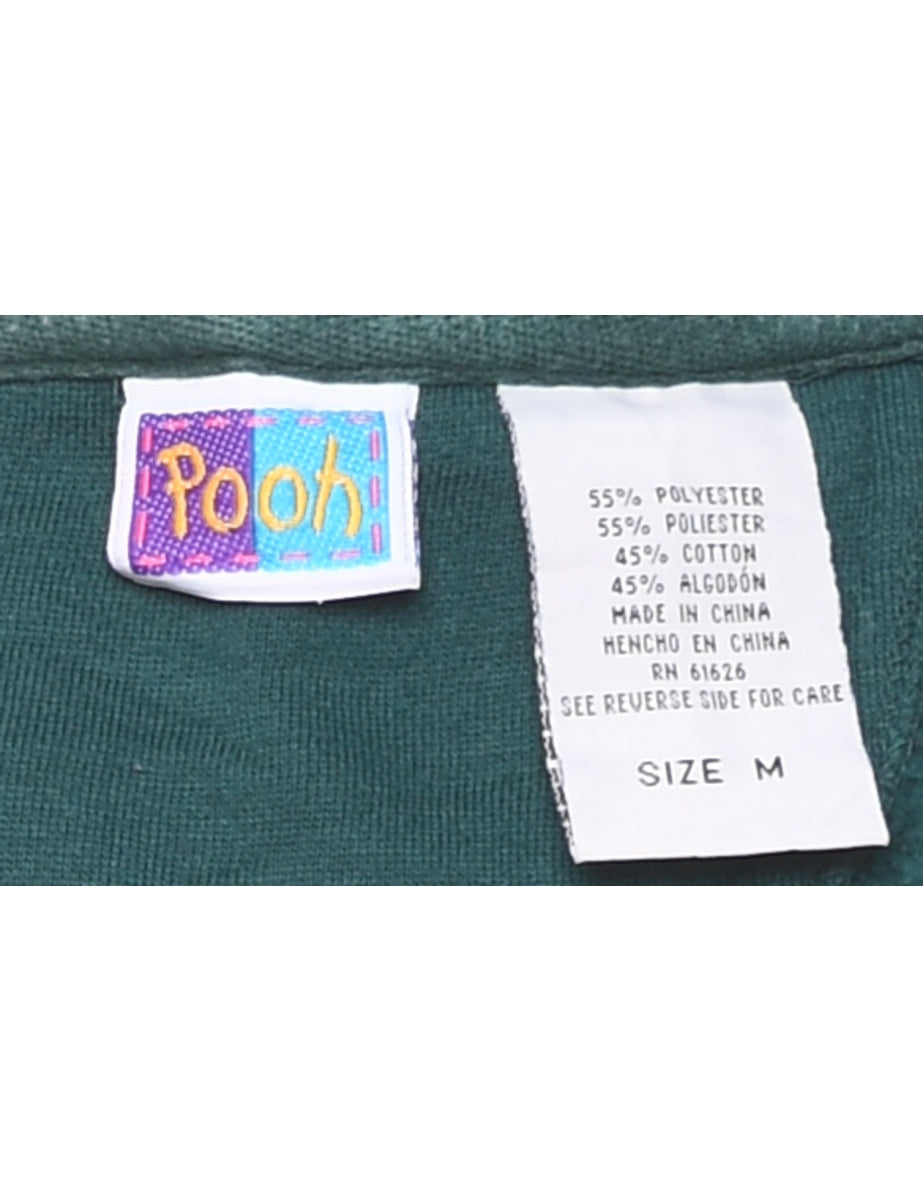 Pooh
55% POLYESTER
55% POLIESTER
45% COTTON
45% ALGODÓN
MADE IN CHINA
HENCHO EN CHINA
RN 61626
SEE REVERSE SIDE FOR CARE
SIZE M